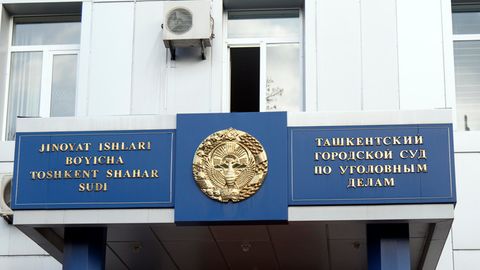 JINOYAT ISHLARI
BO'YICHA
TOSHKENT SHAHAR
SUDI
ТАШКЕНТСКИЙ
ГОРОДСКОЙ СУД
ПО УГОЛОВНЫМ
ДЕЛАМ